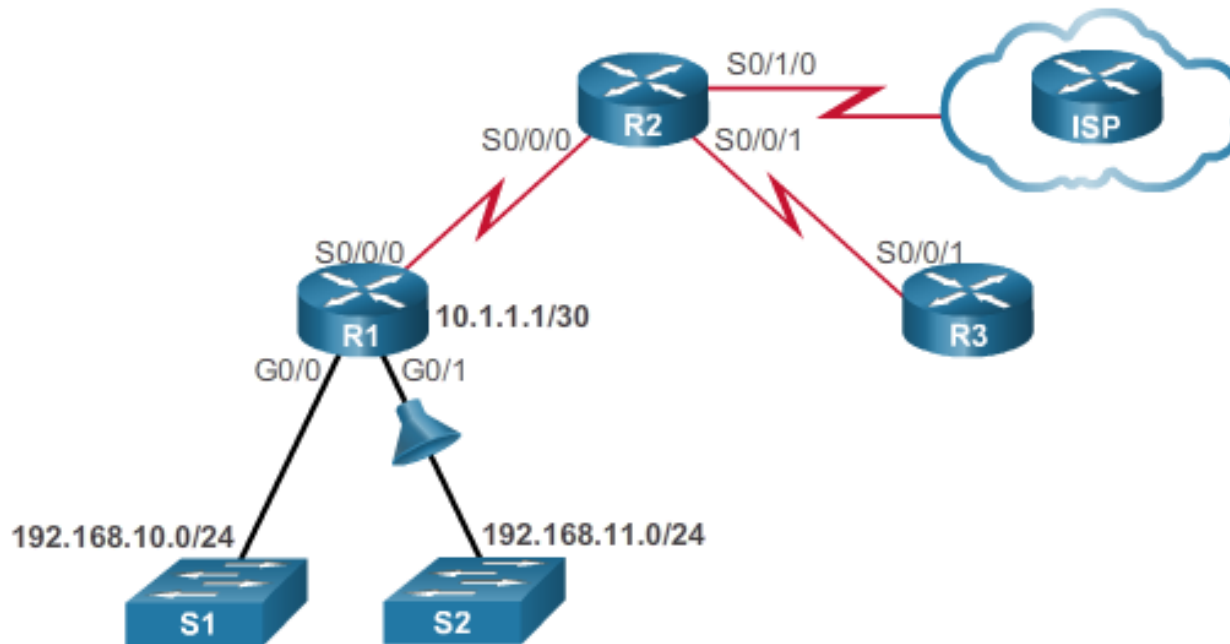 S0/1/0
R2
ISP
S0/0/0
S0/0/1
S0/0/0
S0/0/1
R1
10.1.1.1/30
R3
G0/0
G0/1
192.168.10.0/24
192.168.11.0/24
S1
S2